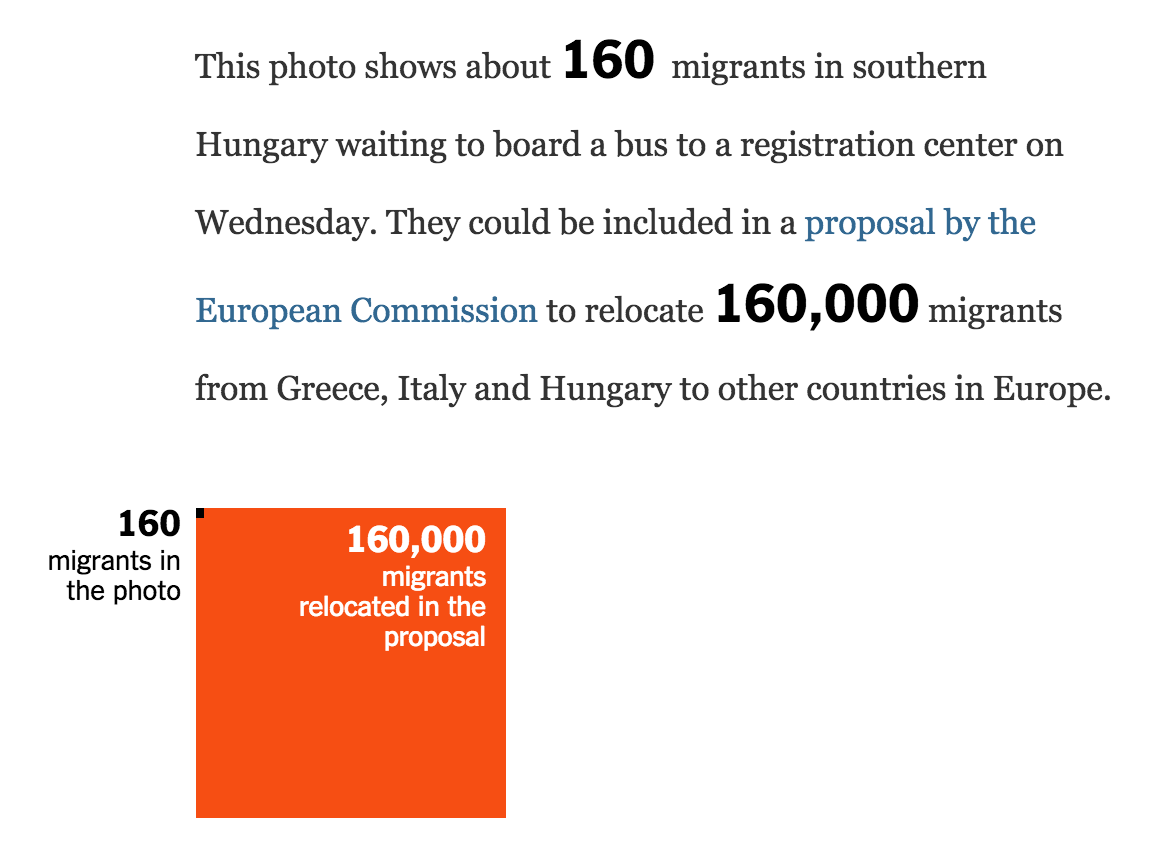 This photo shows about 160 migrants in southern
Hungary waiting to board a bus to a registration center on
Wednesday. They could be included in a proposal by the
European Commission to relocate 160,000 migrants
from Greece, Italy and Hungary to other countries in Europe.
160
migrants in
the photo
160,000
migrants
relocated in the
proposal